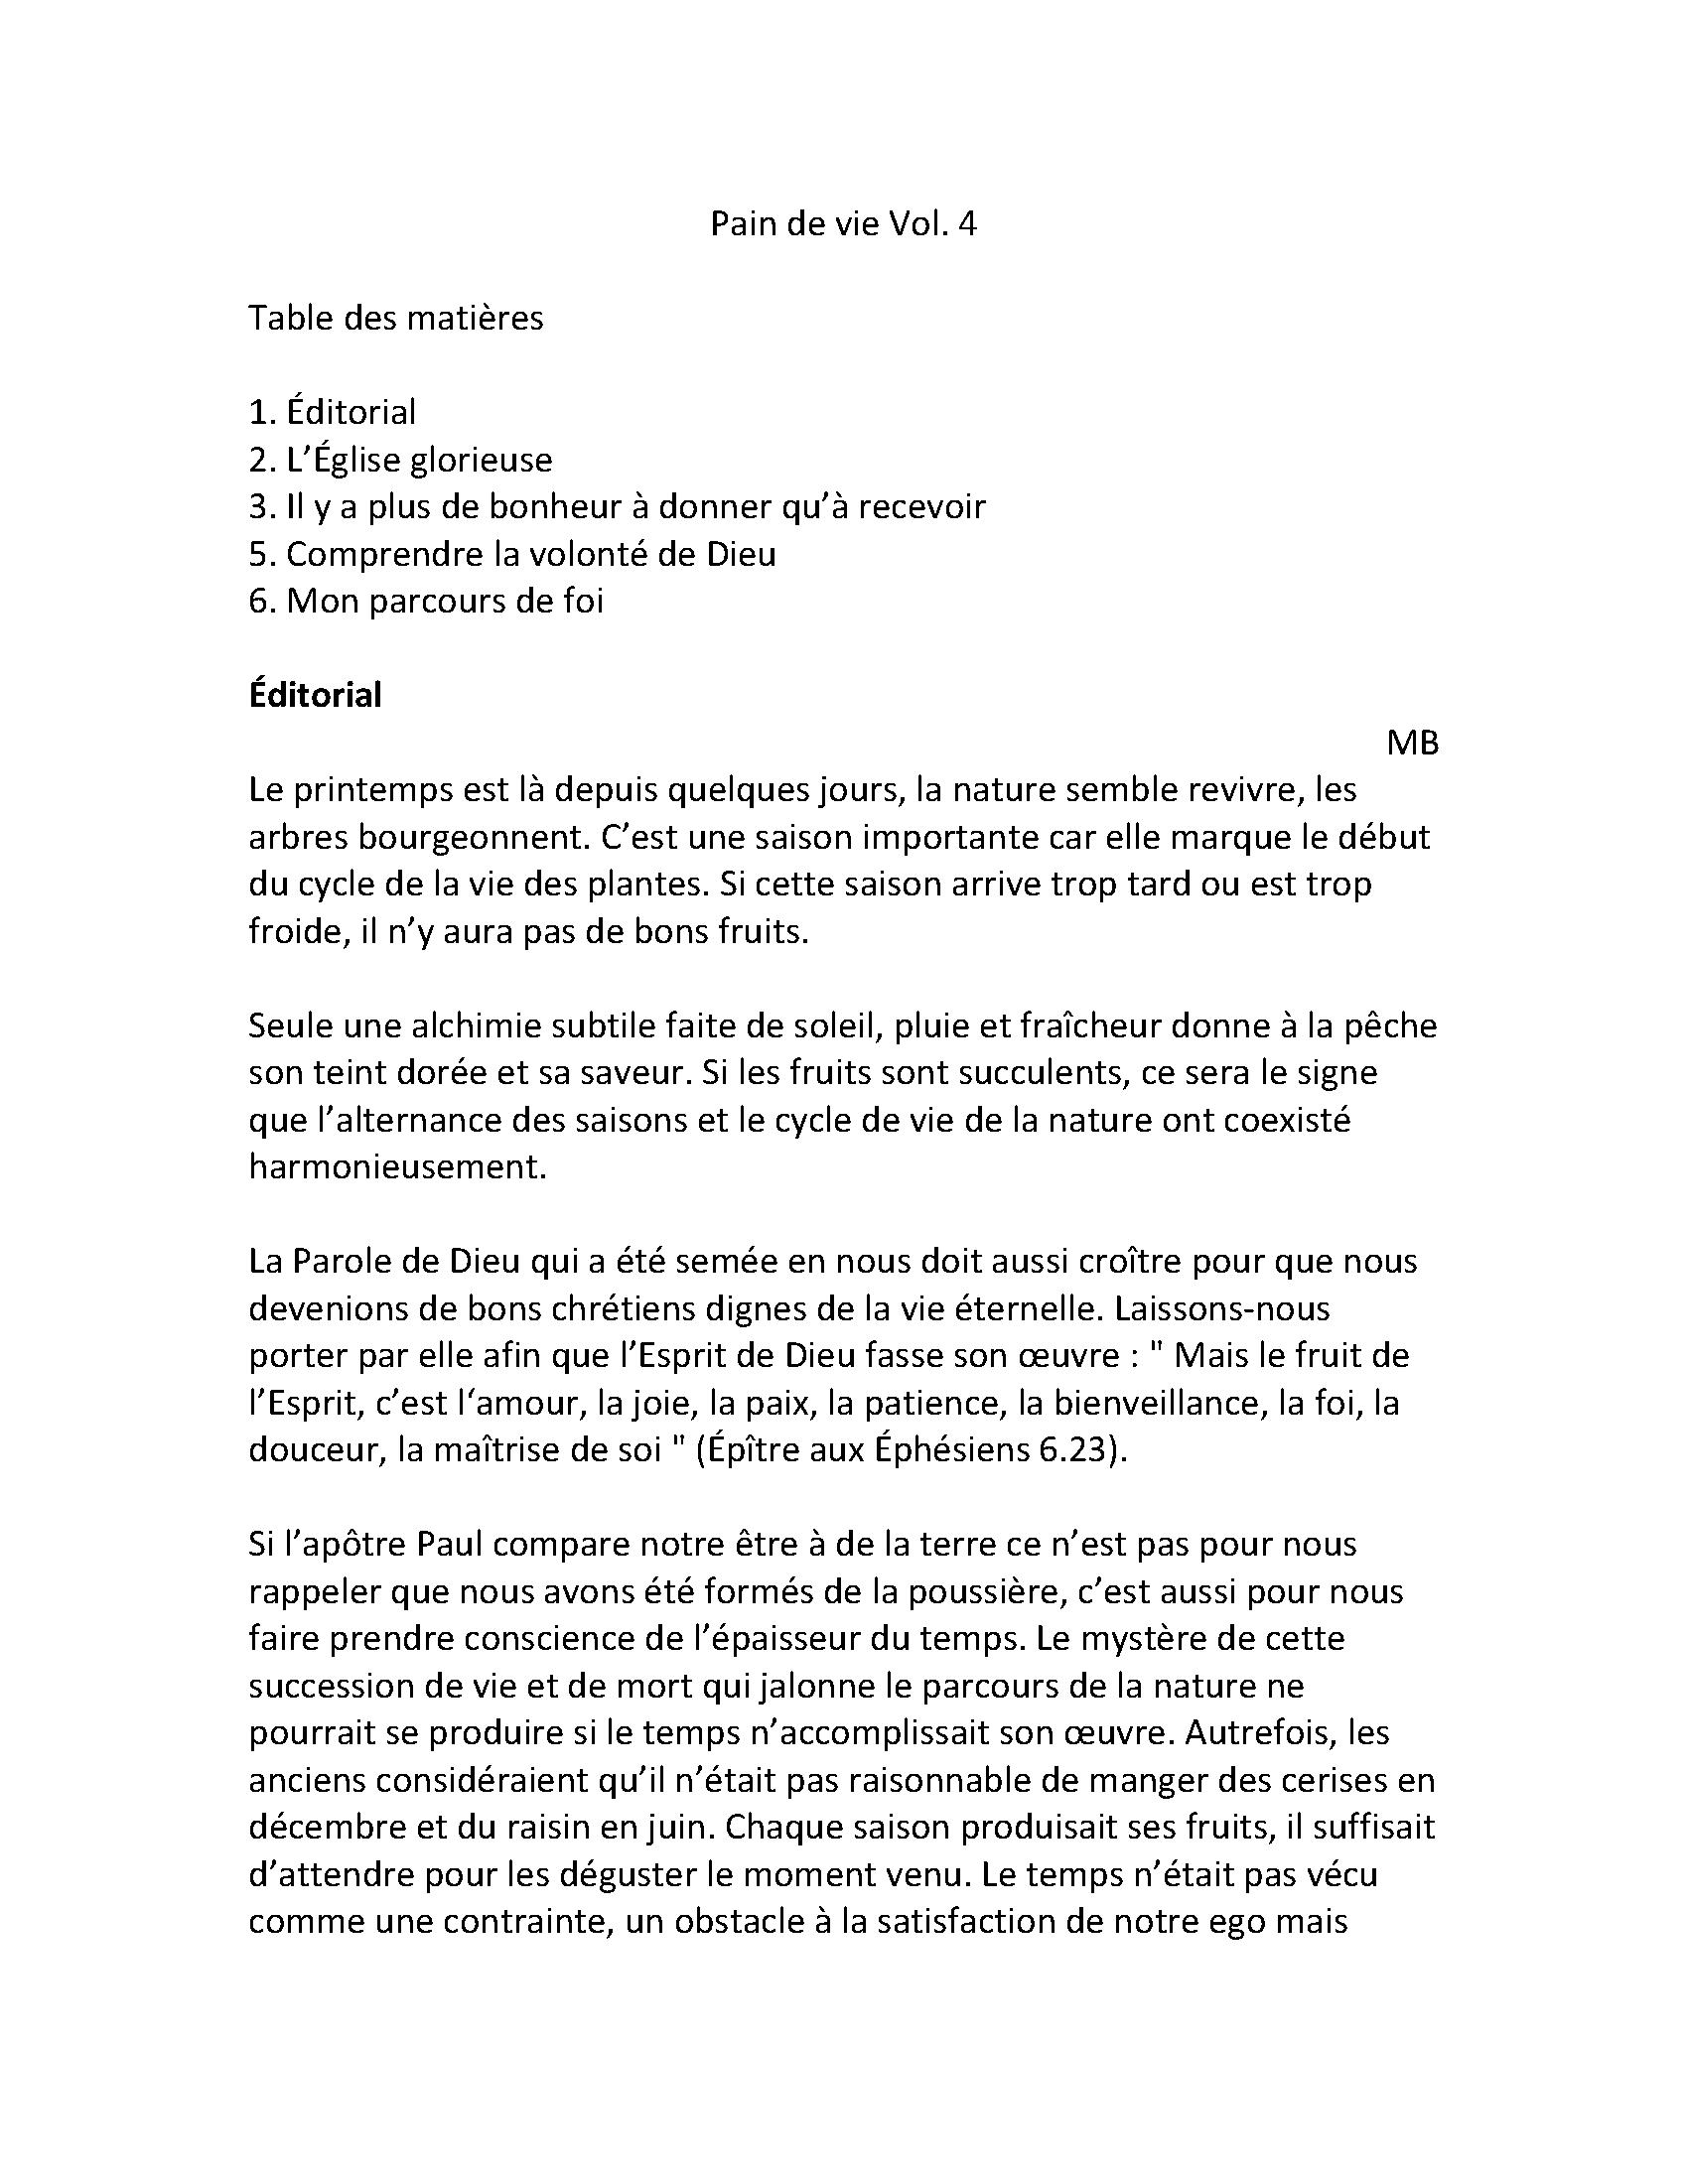 Pain de vie Vol. 4
Table des matières
1. Éditorial
2. L’Église glorieuse
3. Il y a plus de bonheur à donner qu’à recevoir
5. Comprendre la volonté de Dieu
6. Mon parcours de foi
Éditorial
MB
Le printemps est là depuis quelques jours, la nature semble revivre, les
arbres bourgeonnent. C’est une saison importante car elle marque le début
du cycle de la vie des plantes. Si cette saison arrive trop tard ou est trop
froide, il n’y aura pas de bons fruits.
Seule une alchimie subtile faite de soleil, pluie et fraîcheur donne à la pêche
son teint dorée et sa saveur. Si les fruits sont succulents, ce sera le signe
que l’alternance des saisons et le cycle de vie de la nature ont coexisté
harmonieusement.
La Parole de Dieu qui a été semée en nous doit aussi croître pour que nous
devenions de bons chrétiens dignes de la vie éternelle. Laissons-nous
porter par elle afin que l’Esprit de Dieu fasse son œuvre : " Mais le fruit de
l’Esprit, c’est l‘amour, la joie, la paix, la patience, la bienveillance, la foi, la
douceur, la maîtrise de soi " (Épître aux Éphésiens 6.23).
Si l’apôtre Paul compare notre être à de la terre ce n’est pas pour nous
rappeler que nous avons été formés de la poussière, c’est aussi pour nous
faire prendre conscience de l’épaisseur du temps. Le mystère de cette
succession de vie et de mort qui jalonne le parcours de la nature ne
pourrait se produire si le temps n’accomplissait son œuvre. Autrefois, les
anciens considéraient qu’il n’était pas raisonnable de manger des cerises en
décembre et du raisin en juin. Chaque saison produisait ses fruits, il suffisait
d’attendre pour les déguster le moment venu. Le temps n’était pas vécu
comme une contrainte, un obstacle à la satisfaction de notre ego mais